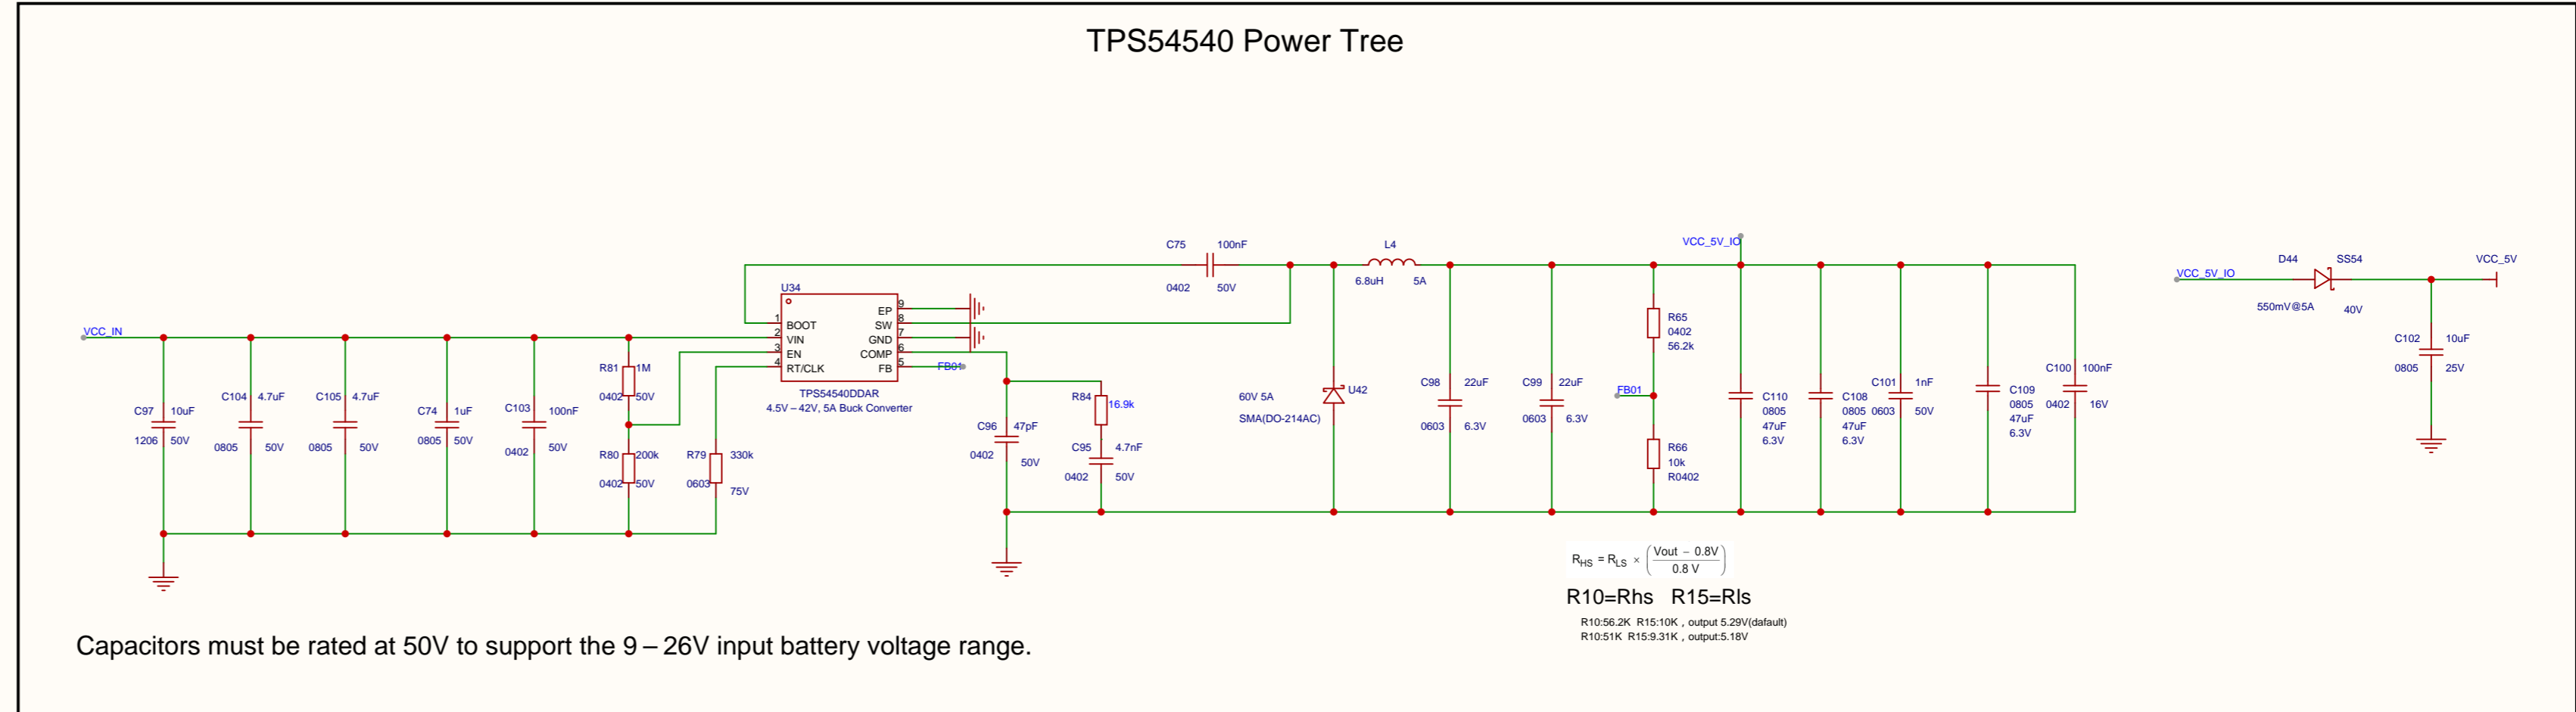 TPS54540 Power Tree
VCC_IN
C97 10uF
1206 50V
C104 4.7uF
0805 50V
C105 4.7uF
0805 50V
C74 1uF
0805 50V
C103 100nF
0402 50V
R81 1M
0402 50V
R80 200k
0402 50V
R79 330k
0603 75V
U34
1 BOOT
2 VIN
3 EN
4 RT/CLK
EP 9
SW 8
GND 7
COMP 6
FB 5
TPS54540DDAR
4.5V – 42V, 5A Buck Converter
FB01
C96 47pF
0402 50V
R84 16.9k
C95 4.7nF
0402 50V
C75 100nF
0402 50V
60V 5A U42
SMA(DO-214AC)
L4
6.8uH 5A
C98 22uF
0603 6.3V
C99 22uF
0603 6.3V
R65
0402
56.2k
FB01
R66
10k
R0402
VCC_5V_IO
C110
0805
47uF
6.3V
C108
0805
47uF
6.3V
C101 1nF
0603 50V
C109
0805
47uF
6.3V
C100 100nF
0402 16V
VCC_5V_IO
D44 SS54
550mV@5A 40V
VCC_5V
C102 10uF
0805 25V
RHS = RLS × (Vout – 0.8V / 0.8 V)
R10=Rhs R15=Rls
R10:56.2K R15:10K , output 5.29V(dafault)
R10:51K R15:9.31K , output:5.18V
Capacitors must be rated at 50V to support the 9 – 26V input battery voltage range.